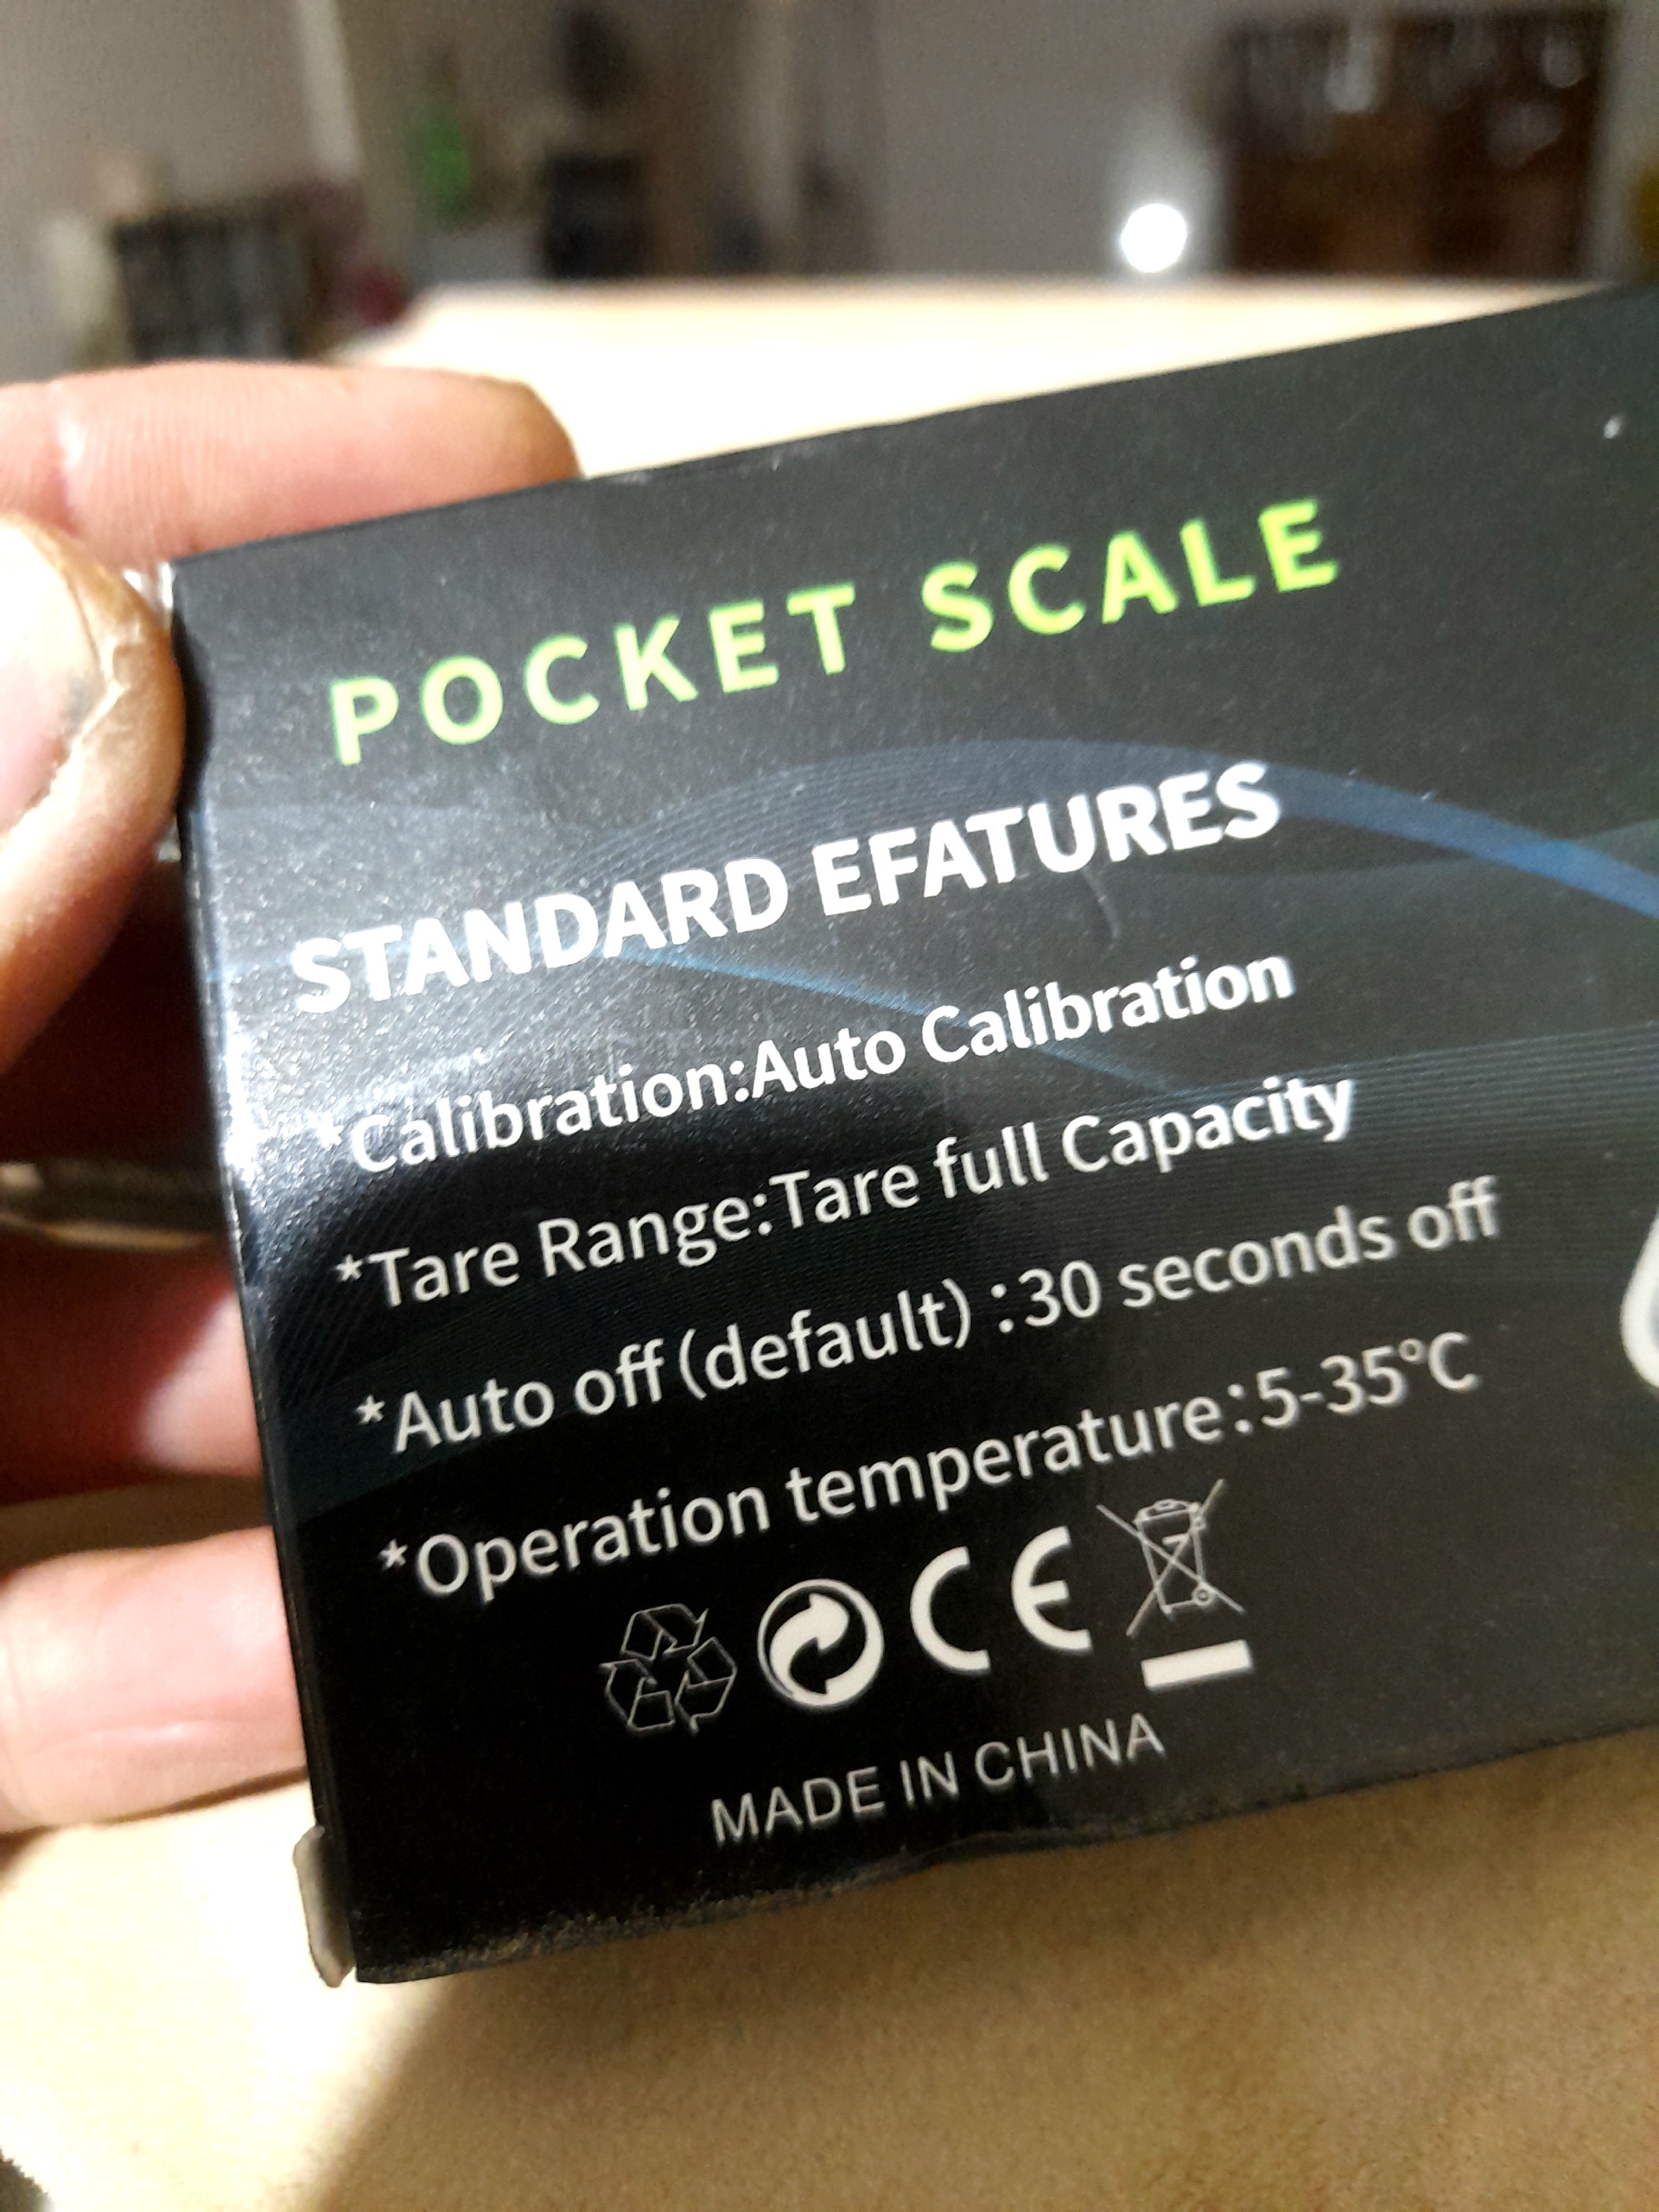 POCKET SCALE
STANDARD EFATURES
*Calibration:Auto Calibration
*Tare Range:Tare full Capacity
*Auto off(default) :30 seconds off
*Operation temperature:5-35°C
CE
MADE IN CHINA